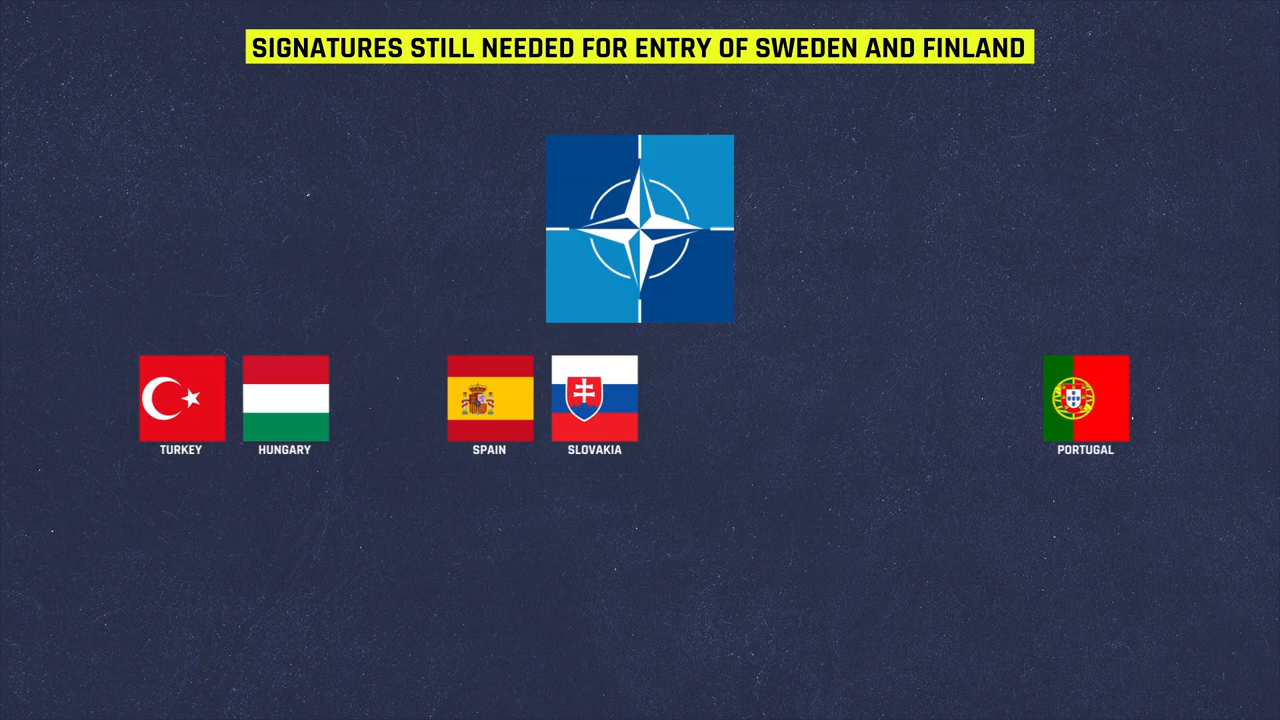 SIGNATURES STILL NEEDED FOR ENTRY OF SWEDEN AND FINLAND
TURKEY
HUNGARY
SPAIN
SLOVAKIA
PORTUGAL